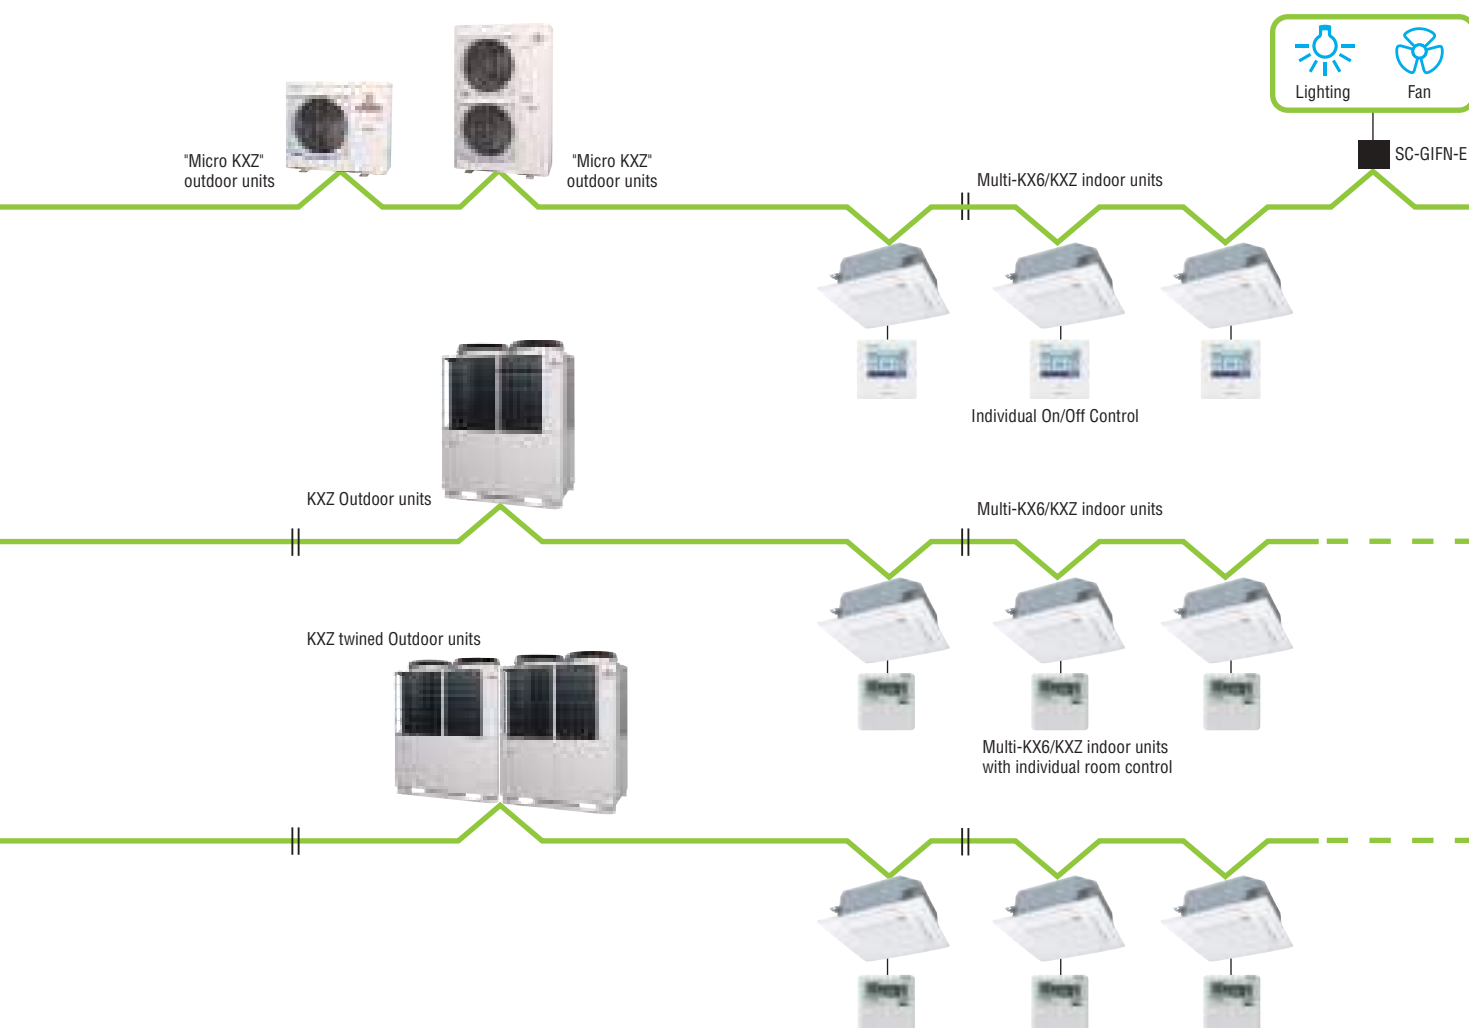 Lighting
Fan
SC-GIFN-E
"Micro KXZ"
outdoor units
"Micro KXZ"
outdoor units
Multi-KX6/KXZ indoor units
Individual On/Off Control
KXZ Outdoor units
Multi-KX6/KXZ indoor units
KXZ twined Outdoor units
Multi-KX6/KXZ indoor units
with individual room control